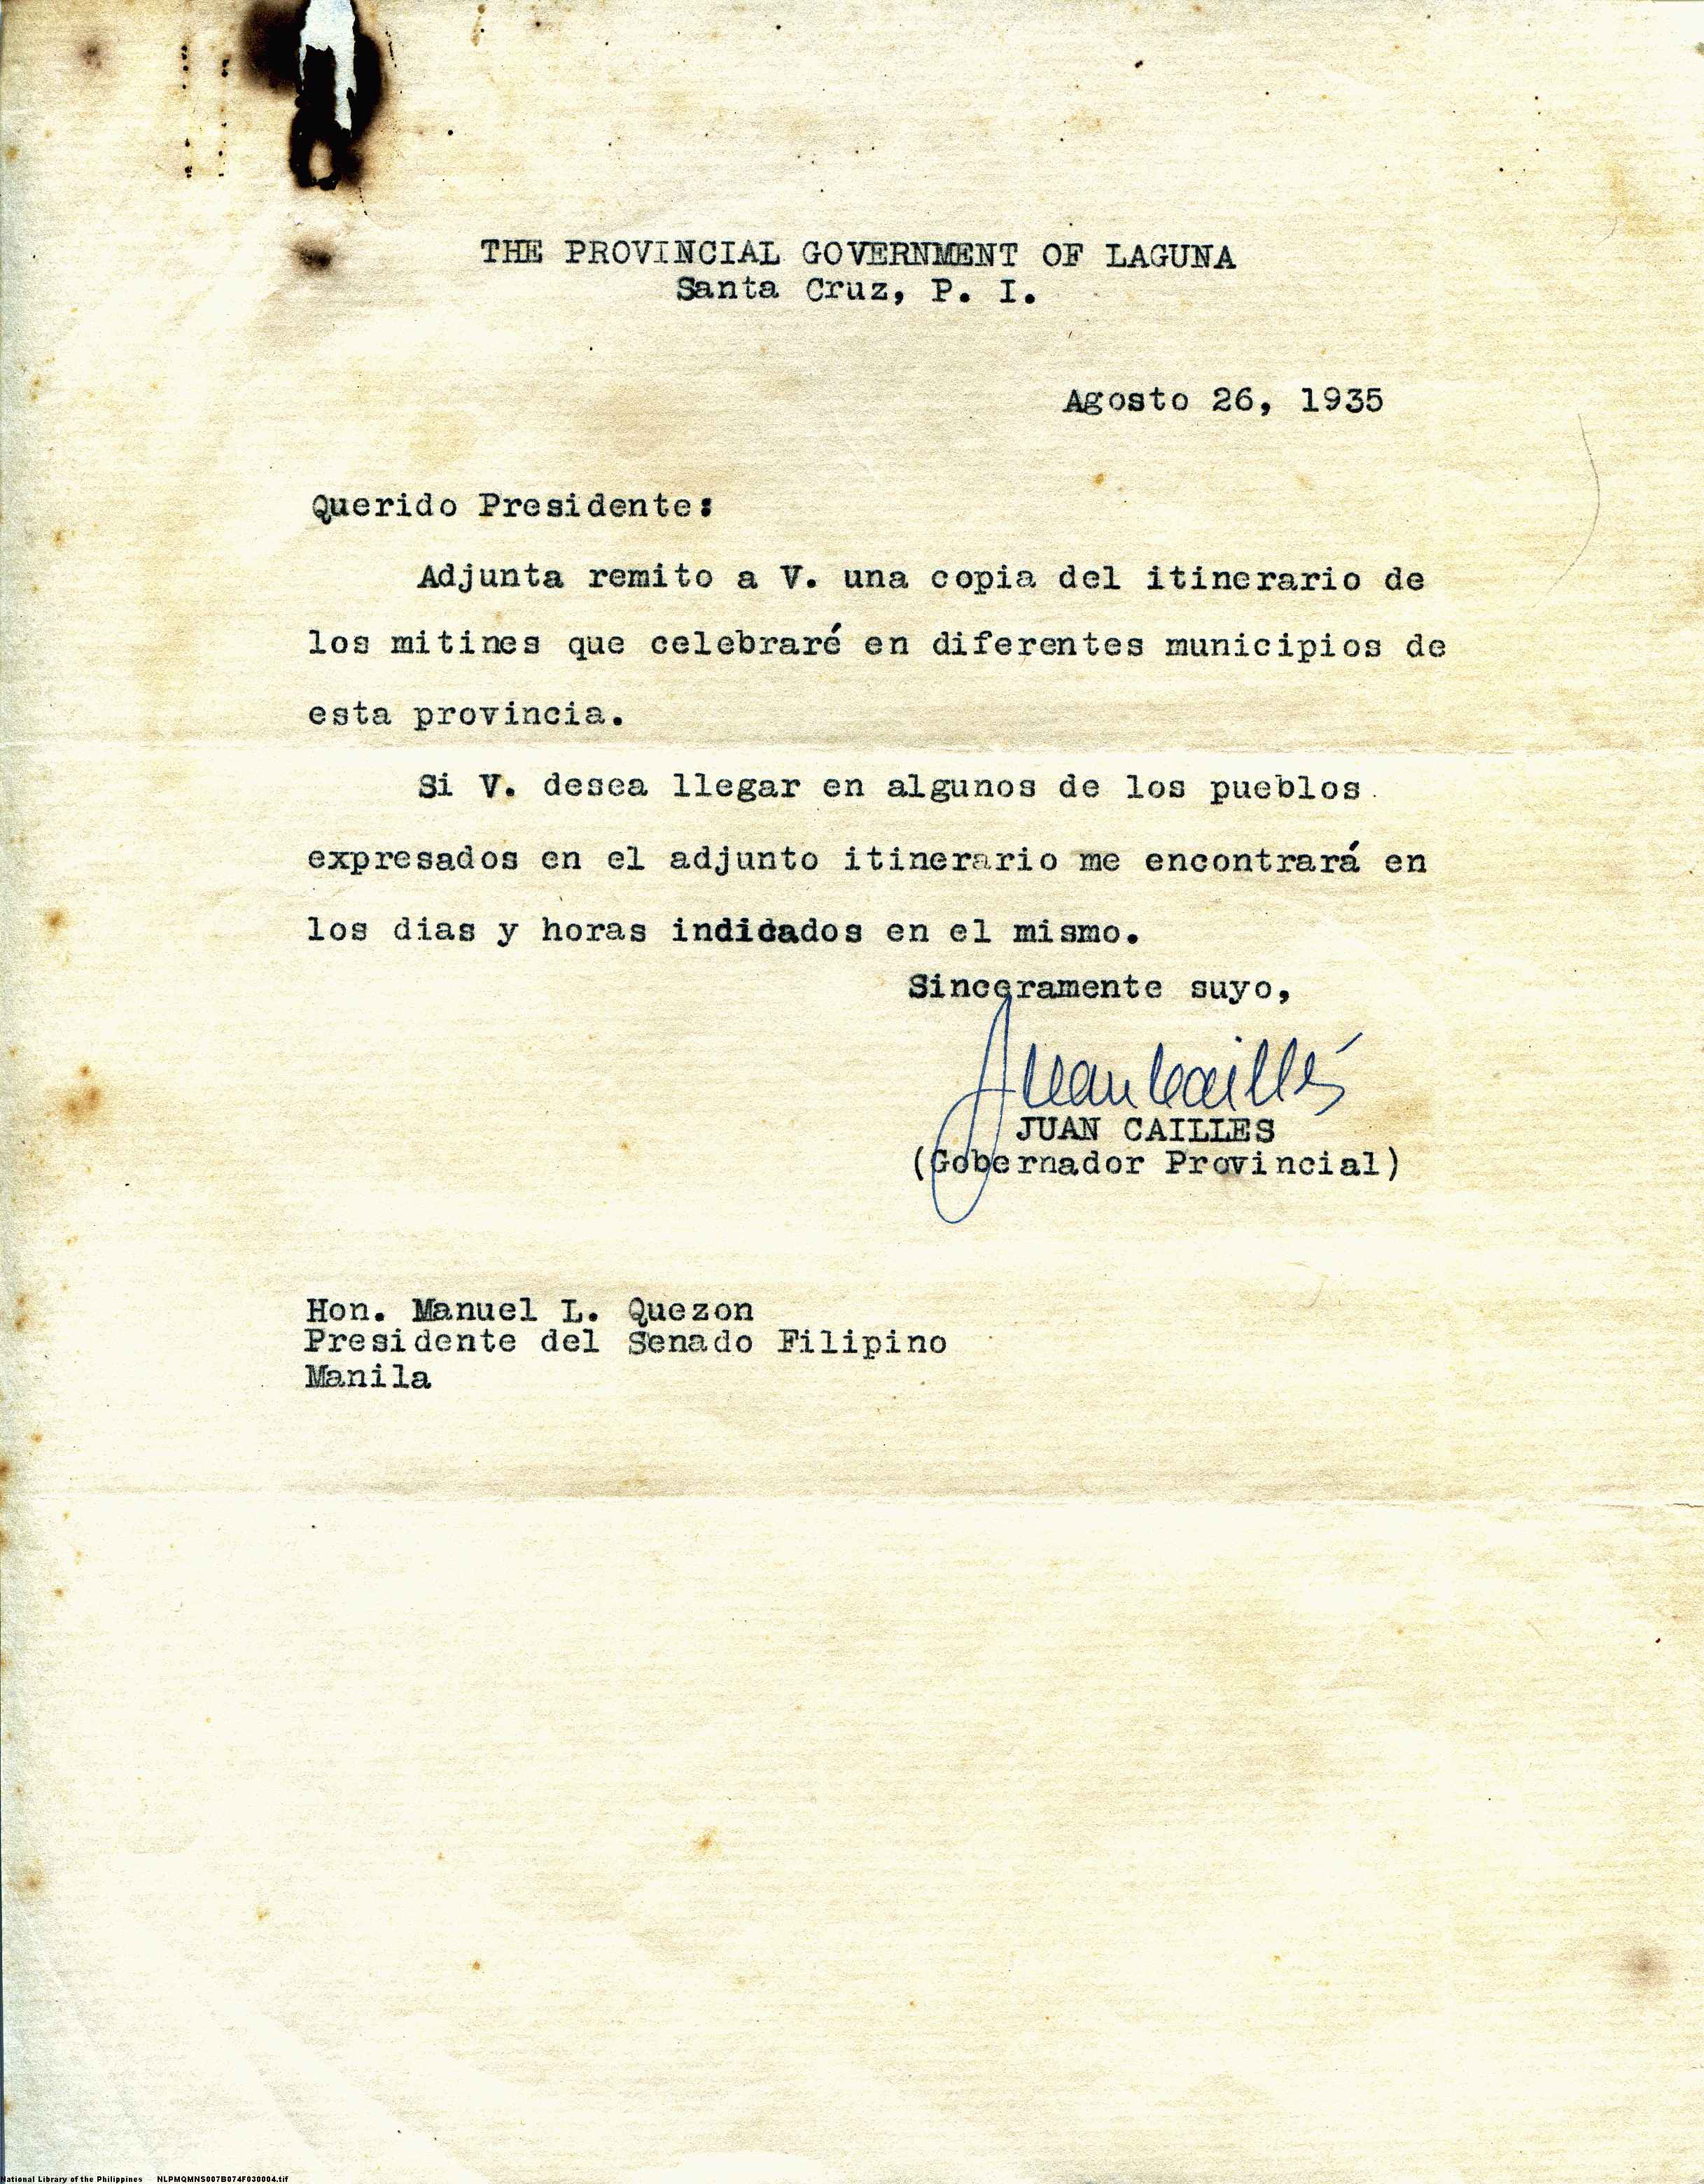 THE PROVINCIAL GOVERNMENT OF LAGUNA
Santa Cruz, P. I.
Agosto 26, 1935
Querido Presidente:
Adjunta remito a V. una copia del itinerario de
los mitines que celebraré en diferentes municipios de
esta provincia.
Si V. desea llegar en algunos de los pueblos
expresados en el adjunto itinerario me encontrará en
los dias y horas indicados en el mismo.
Sinceramente suyo,
Juan Caillés
JUAN CAILLES
(Gobernador Provincial)
Hon. Manuel L. Quezon
Presidente del Senado Filipino
Manila
National Library of the Philippines NLPMQMNS007B074F030004.tif